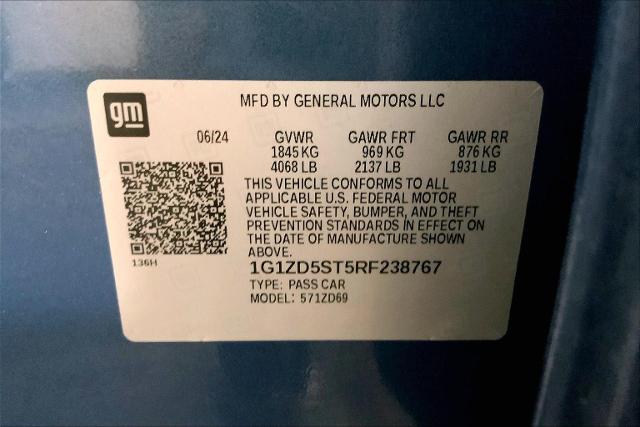 gm
MFD BY GENERAL MOTORS LLC
06/24 GVWR GAWR FRT GAWR RR
1845 KG 969 KG 876 KG
4068 LB 2137 LB 1931 LB
THIS VEHICLE CONFORMS TO ALL
APPLICABLE U.S. FEDERAL MOTOR
VEHICLE SAFETY, BUMPER, AND THEFT
PREVENTION STANDARDS IN EFFECT ON
THE DATE OF MANUFACTURE SHOWN
ABOVE.
136H
1G1ZD5ST5RF238767
TYPE: PASS CAR
MODEL: 571ZD69